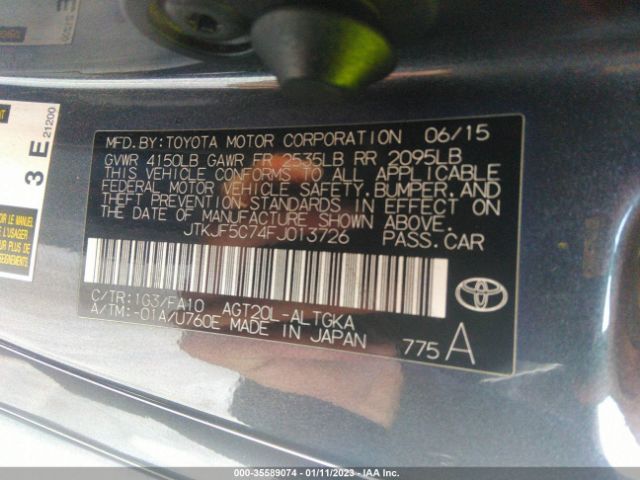 3 E 21200
MFD.BY:TOYOTA MOTOR CORPORATION 06/15
GVWR 4150LB GAWR FR 2535LB RR 2095LB
THIS VEHICLE CONFORMS TO ALL APPLICABLE
FEDERAL MOTOR VEHICLE SAFETY, BUMPER, AND
THEFT PREVENTION STANDARDS IN EFFECT ON
THE DATE OF MANUFACTURE SHOWN ABOVE.
JTKJF5C74FJ013726 PASS.CAR
C/TR:1G3/FA10 AGT20L-ALTGKA
A/TM:-01A/U760E MADE IN JAPAN
775 A
000-35589074 - 01/11/2023 - IAA Inc.